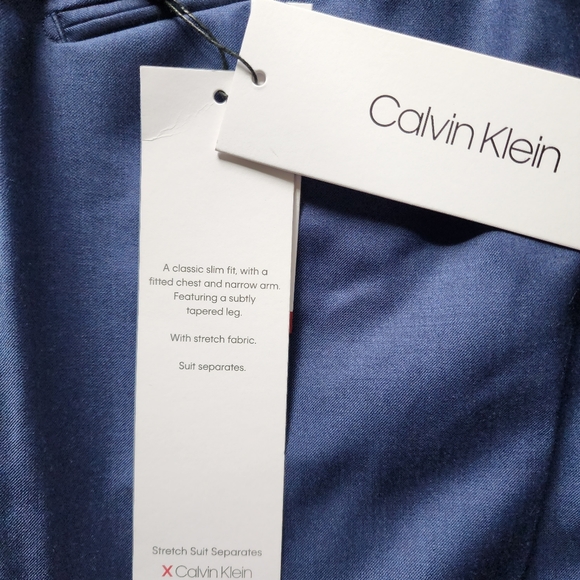 Calvin Klein
A classic slim fit, with a
fitted chest and narrow arm.
Featuring a subtly
tapered leg.
With stretch fabric.
Suit separates.
Stretch Suit Separates
X Calvin Klein